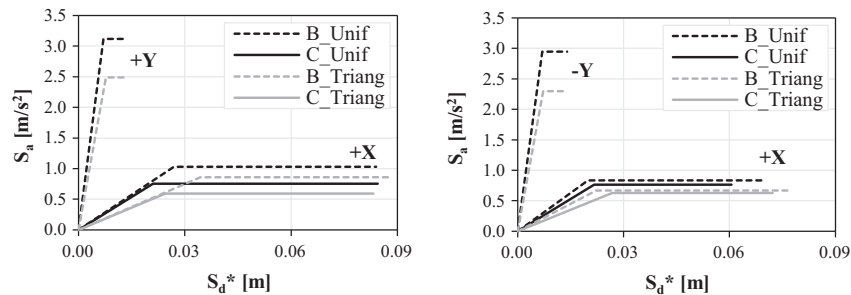 3.5
3.0
2.5
2.0
1.5
1.0
0.5
0.0
Sa [m/s²]
0.00 0.03 0.06 0.09
Sd* [m]
+Y
+X
B_Unif
C_Unif
B_Triang
C_Triang
3.5
3.0
2.5
2.0
1.5
1.0
0.5
0.0
Sa [m/s²]
0.00 0.03 0.06 0.09
Sd* [m]
-Y
+X
B_Unif
C_Unif
B_Triang
C_Triang